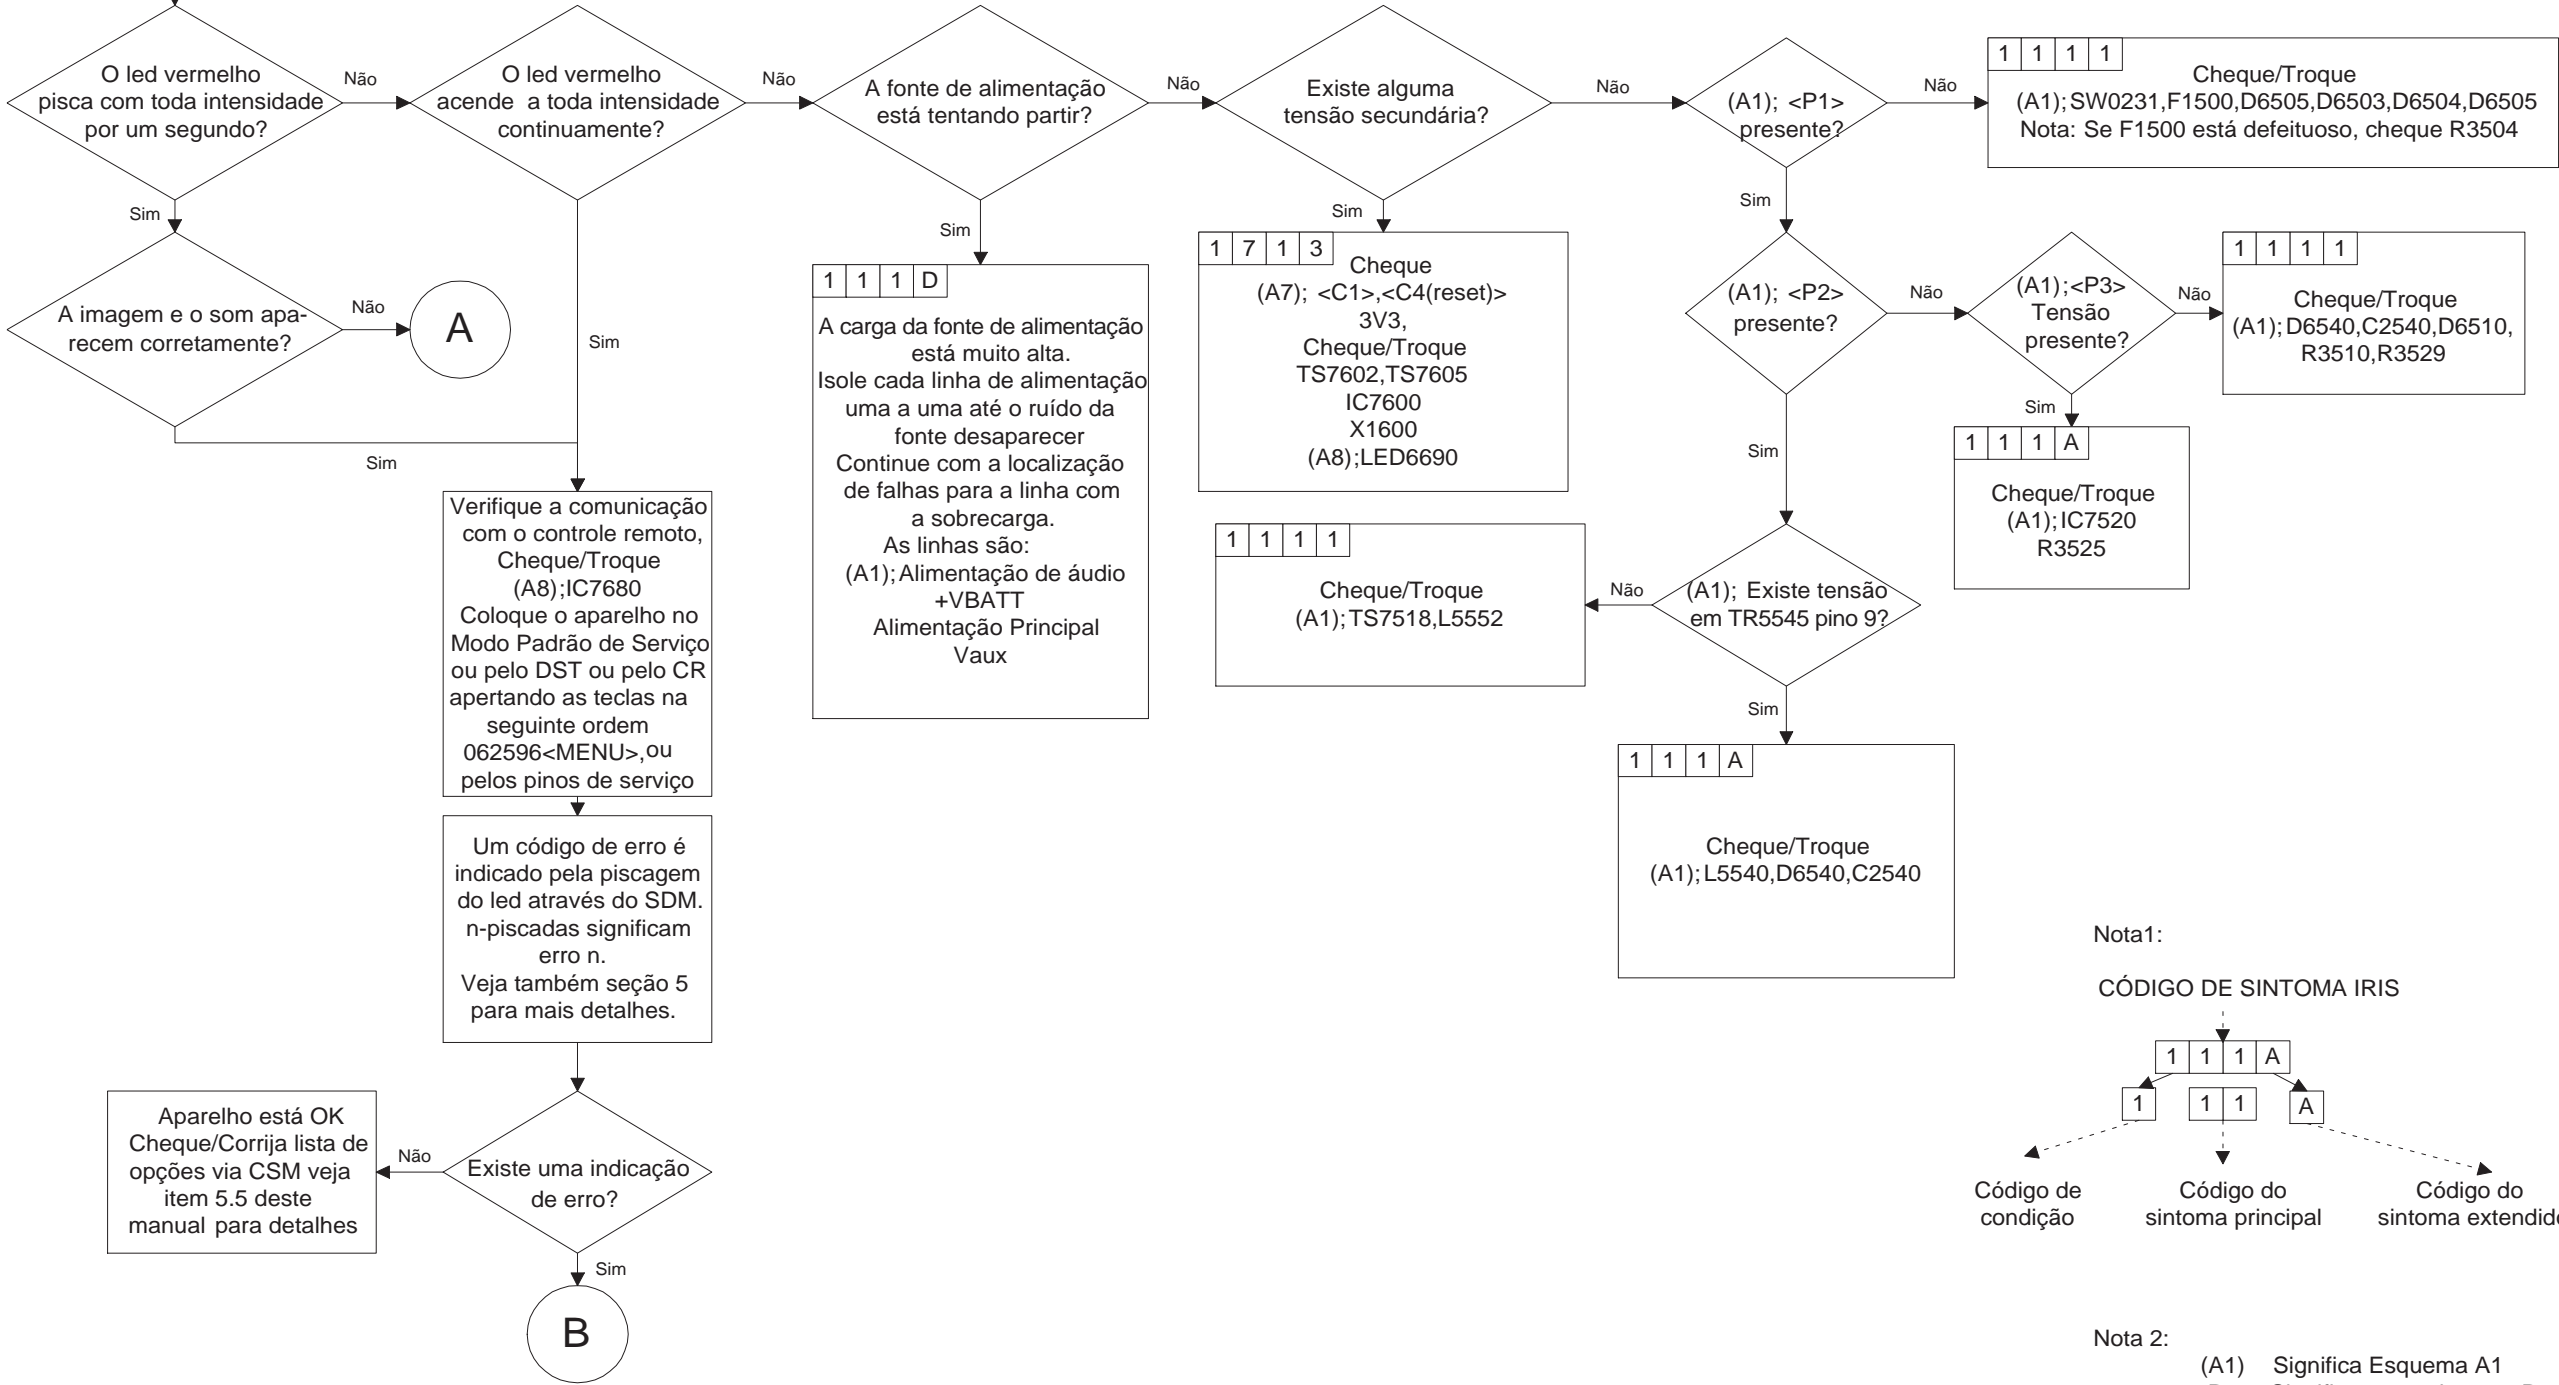 O led vermelho
pisca com toda intensidade
por um segundo?
Não
O led vermelho
acende a toda intensidade
continuamente?
Não
A fonte de alimentação
está tentando partir?
Não
Existe alguma
tensão secundária?
Não
(A1); <P1>
presente?
Não
1 1 1 1
Cheque/Troque
(A1);SW0231,F1500,D6505,D6503,D6504,D6505
Nota: Se F1500 está defeituoso, cheque R3504
Sim
A imagem e o som apa-
recem corretamente?
Não
A
Sim
Sim
Sim
1 1 1 D
A carga da fonte de alimentação
está muito alta.
Isole cada linha de alimentação
uma a uma até o ruído da
fonte desaparecer
Continue com a localização
de falhas para a linha com
a sobrecarga.
As linhas são:
(A1);Alimentação de áudio
+VBATT
Alimentação Principal
Vaux
Sim
1 7 1 3
Cheque
(A7); <C1>,<C4(reset)>
3V3,
Cheque/Troque
TS7602,TS7605
IC7600
X1600
(A8);LED6690
Sim
(A1); <P2>
presente?
Não
(A1);<P3>
Tensão
presente?
Não
1 1 1 1
Cheque/Troque
(A1);D6540,C2540,D6510,
R3510,R3529
Sim
1 1 1 A
Cheque/Troque
(A1);IC7520
R3525
Sim
(A1); Existe tensão
em TR5545 pino 9?
Não
1 1 1 1
Cheque/Troque
(A1);TS7518,L5552
Sim
1 1 1 A
Cheque/Troque
(A1);L5540,D6540,C2540
Verifique a comunicação
com o controle remoto,
Cheque/Troque
(A8);IC7680
Coloque o aparelho no
Modo Padrão de Serviço
ou pelo DST ou pelo CR
apertando as teclas na
seguinte ordem
062596<MENU>,ou
pelos pinos de serviço
Um código de erro é
indicado pela piscagem
do led através do SDM.
n-piscadas significam
erro n.
Veja também seção 5
para mais detalhes.
Existe uma indicação
de erro?
Não
Aparelho está OK
Cheque/Corrija lista de
opções via CSM veja
item 5.5 deste
manual para detalhes
Sim
B
Nota1:
CÓDIGO DE SINTOMA IRIS
1 1 1 A
1 1 1 A
Código de
condição
Código do
sintoma principal
Código do
sintoma extendido
Nota 2:
(A1) Significa Esquema A1